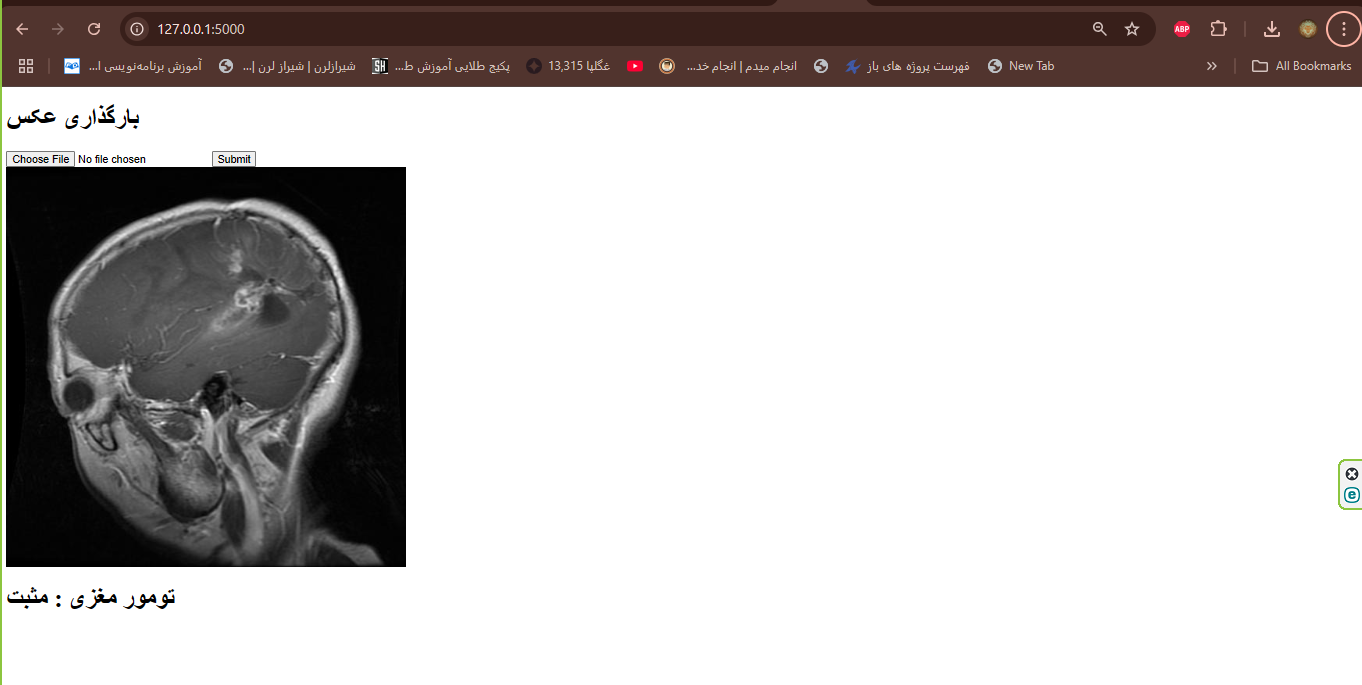 127.0.0.1:5000
ABP
آموزش برنامه‌نویسی ا...
شیرازلرن | شیراز لرن |...
SH پکیج طلایی آموزش ط...
غگلپا 13,315
انجام میدم | انجام خد...
فهرست پروژه های باز
New Tab
»
All Bookmarks
بارگذاری عکس
Choose File No file chosen Submit
تومور مغزی : مثبت